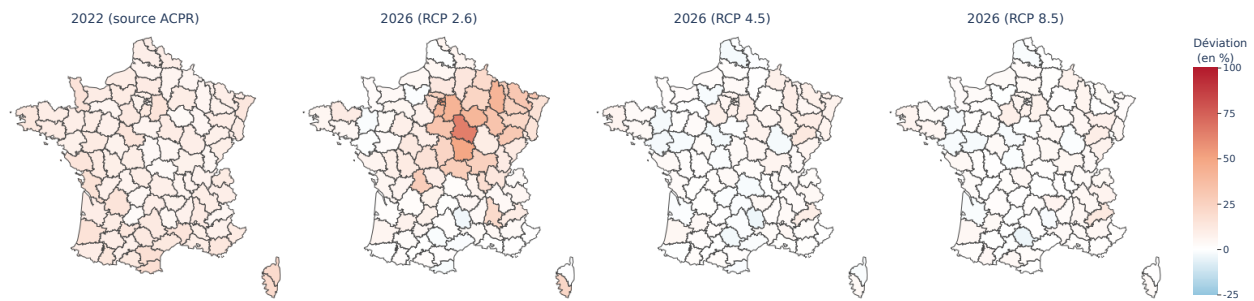 2022 (source ACPR)
2026 (RCP 2.6)
2026 (RCP 4.5)
2026 (RCP 8.5)
Déviation
(en %)
100
75
50
25
0
-25